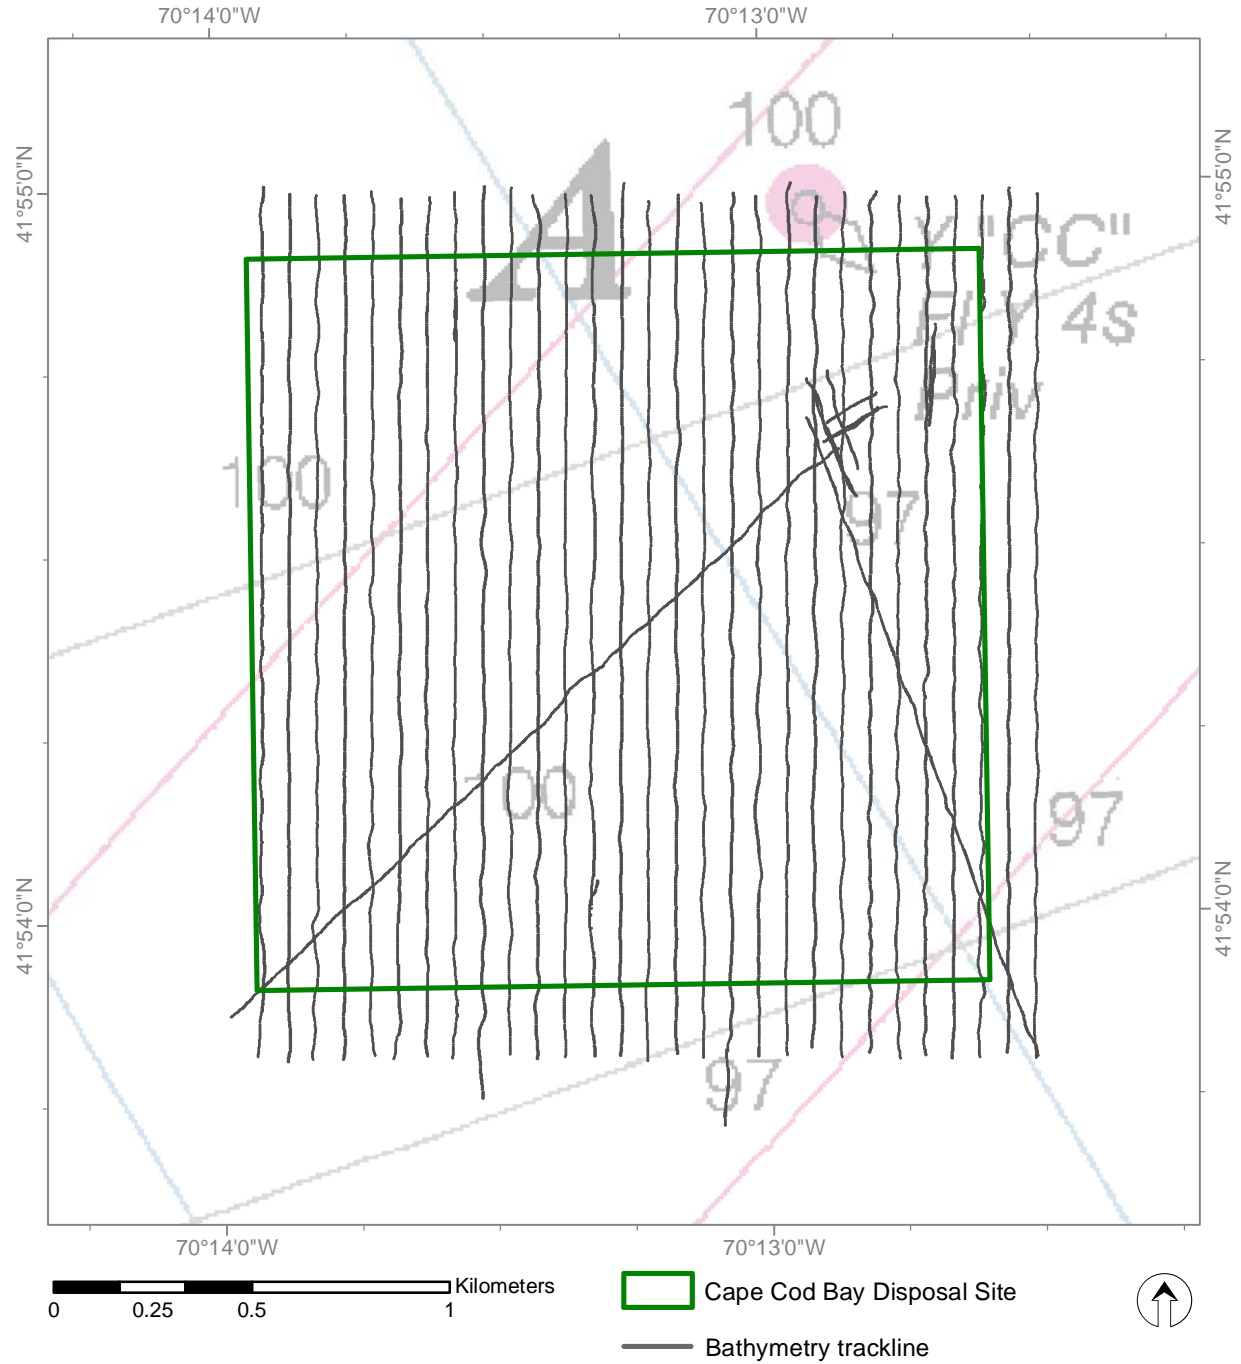 70°14'0"W 70°13'0"W
100
A
41°55'0"N 41°55'0"N
Y "CC"
Fl Y 4s
Priv
100
97
100
97
41°54'0"N 41°54'0"N
97
70°14'0"W 70°13'0"W
Kilometers
0 0.25 0.5 1
Cape Cod Bay Disposal Site
Bathymetry trackline